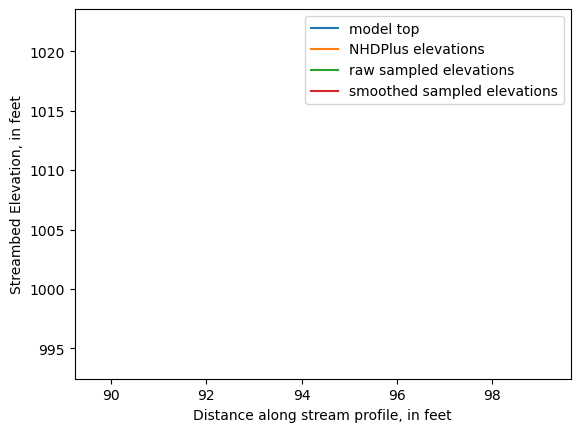 model top
NHDPlus elevations
raw sampled elevations
smoothed sampled elevations
1020
1015
1010
1005
1000
995
Streambed Elevation, in feet
90 92 94 96 98
Distance along stream profile, in feet